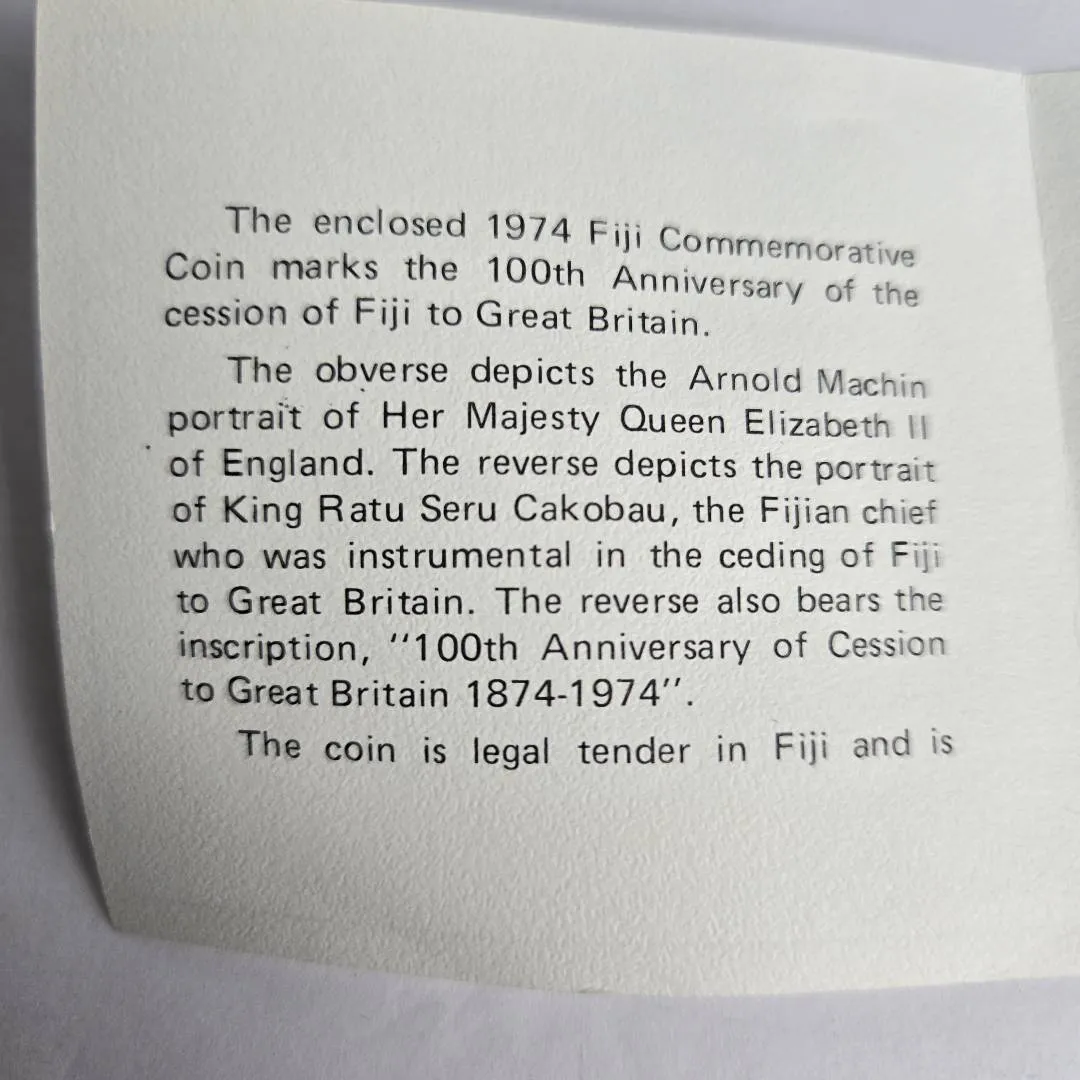 The enclosed 1974 Fiji Commemorative
Coin marks the 100th Anniversary of the
cession of Fiji to Great Britain.
The obverse depicts the Arnold Machin
portrait of Her Majesty Queen Elizabeth II
of England. The reverse depicts the portrait
of King Ratu Seru Cakobau, the Fijian chief
who was instrumental in the ceding of Fiji
to Great Britain. The reverse also bears the
inscription, ''100th Anniversary of Cession
to Great Britain 1874-1974''.
The coin is legal tender in Fiji and is